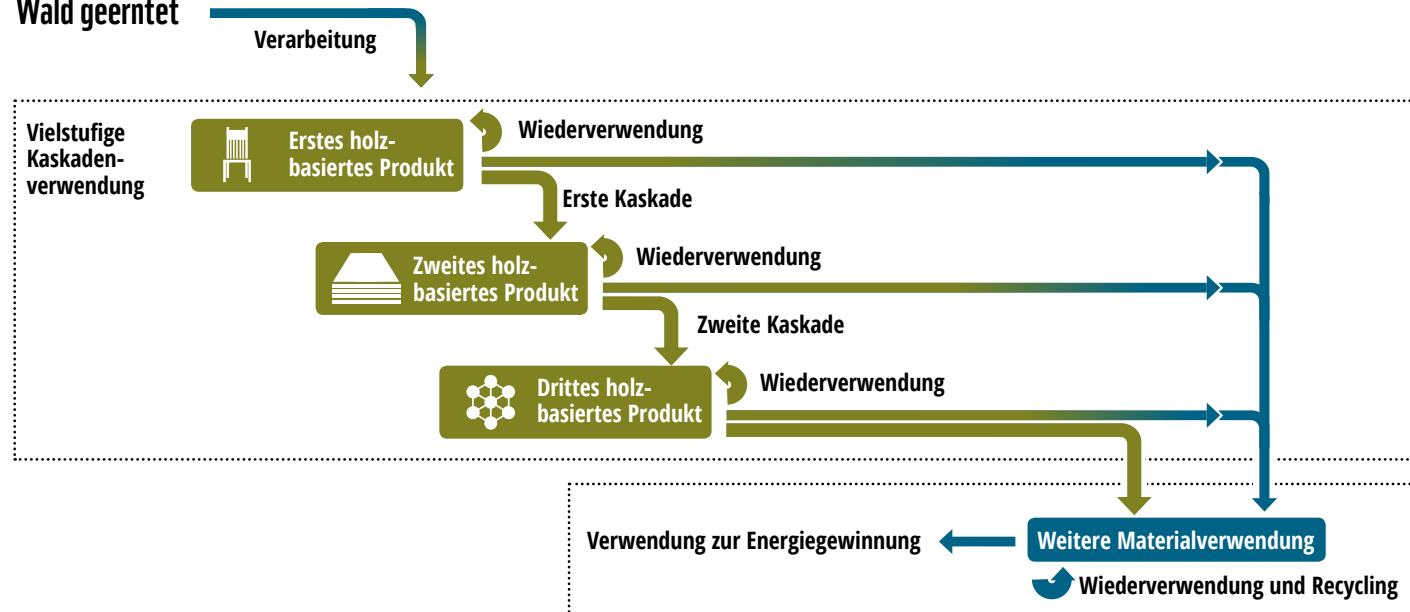 Wald geerntet
Verarbeitung
Vielstufige
Kaskaden-
verwendung
Erstes holz-
basiertes Produkt
Wiederverwendung
Erste Kaskade
Zweites holz-
basiertes Produkt
Wiederverwendung
Zweite Kaskade
Drittes holz-
basiertes Produkt
Wiederverwendung
Verwendung zur Energiegewinnung
Weitere Materialverwendung
Wiederverwendung und Recycling